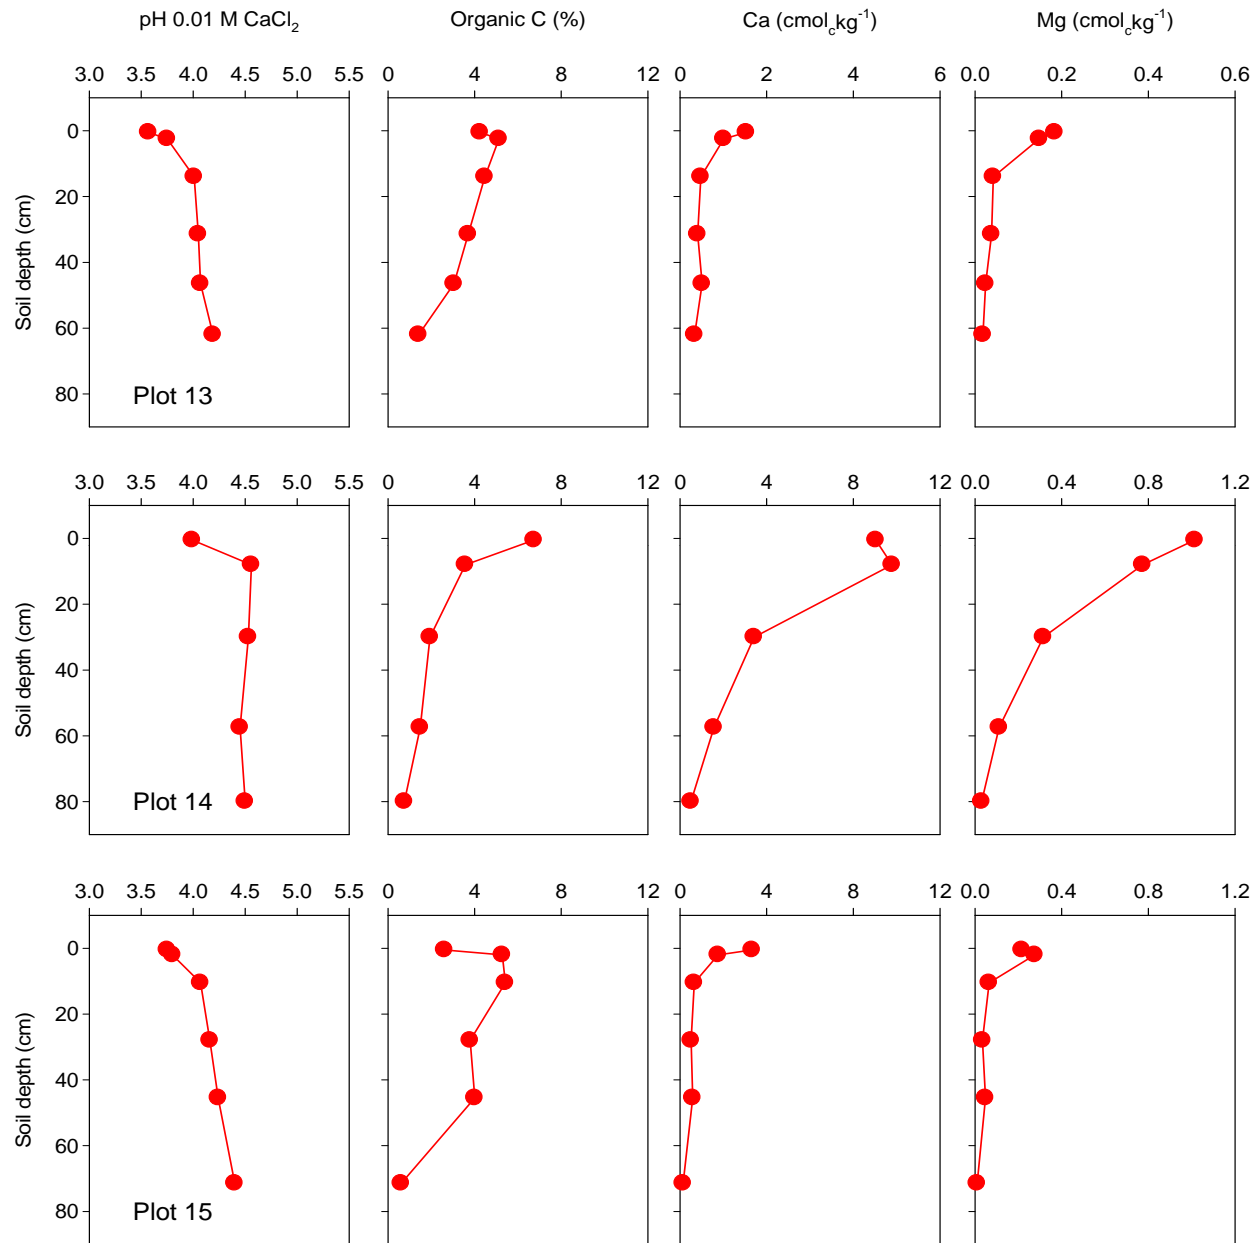 pH 0.01 M CaCl₂ Organic C (%) Ca (cmol꜀kg⁻¹) Mg (cmol꜀kg⁻¹)
3.0 3.5 4.0 4.5 5.0 5.5 0 4 8 12 0 2 4 6 0.0 0.2 0.4 0.6
0
20
40
60
80
Soil depth (cm)
Plot 13
3.0 3.5 4.0 4.5 5.0 5.5 0 4 8 12 0 4 8 12 0.0 0.4 0.8 1.2
0
20
40
60
80
Soil depth (cm)
Plot 14
3.0 3.5 4.0 4.5 5.0 5.5 0 4 8 12 0 4 8 12 0.0 0.4 0.8 1.2
0
20
40
60
80
Soil depth (cm)
Plot 15